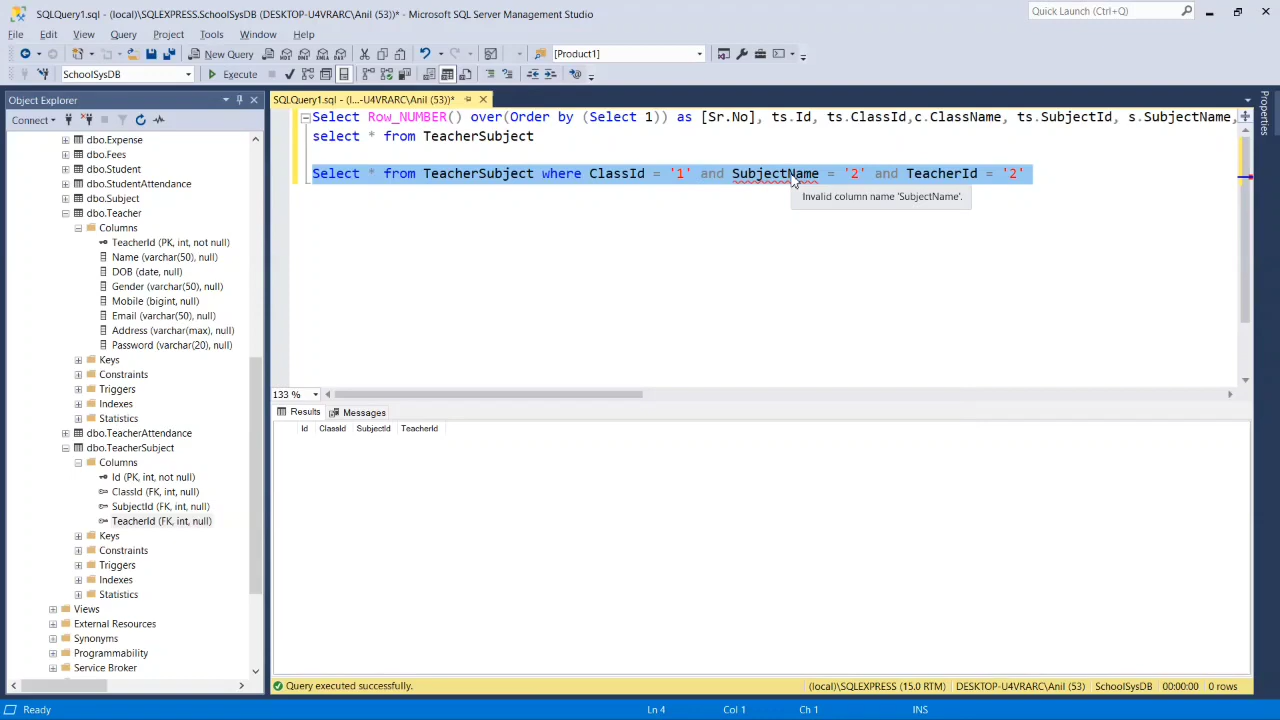 SQLQuery1.sql - (local)\SQLEXPRESS.SchoolSysDB (DESKTOP-U4VRARC\Anil (53))* - Microsoft SQL Server Management Studio
Quick Launch (Ctrl+Q)
File Edit View Query Project Tools Window Help
New Query MDX DMX XMLA DAX [Product1]
SchoolSysDB Execute
Object Explorer
Connect
dbo.Expense
dbo.Fees
dbo.Student
dbo.StudentAttendance
dbo.Subject
dbo.Teacher
Columns
TeacherId (PK, int, not null)
Name (varchar(50), null)
DOB (date, null)
Gender (varchar(50), null)
Mobile (bigint, null)
Email (varchar(50), null)
Address (varchar(max), null)
Password (varchar(20), null)
Keys
Constraints
Triggers
Indexes
Statistics
dbo.TeacherAttendance
dbo.TeacherSubject
Columns
Id (PK, int, not null)
ClassId (FK, int, null)
SubjectId (FK, int, null)
TeacherId (FK, int, null)
Keys
Constraints
Triggers
Indexes
Statistics
Views
External Resources
Synonyms
Programmability
Service Broker
SQLQuery1.sql - (l...-U4VRARC\Anil (53))*
Select Row_NUMBER() over(Order by (Select 1)) as [Sr.No], ts.Id, ts.ClassId,c.ClassName, ts.SubjectId, s.SubjectName,
select * from TeacherSubject
Select * from TeacherSubject where ClassId = '1' and SubjectName = '2' and TeacherId = '2'
Invalid column name 'SubjectName'.
133 %
Results Messages
Id ClassId SubjectId TeacherId
Query executed successfully. (local)\SQLEXPRESS (15.0 RTM) DESKTOP-U4VRARC\Anil (53) SchoolSysDB 00:00:00 0 rows
Properties
Ready Ln 4 Col 1 Ch 1 INS